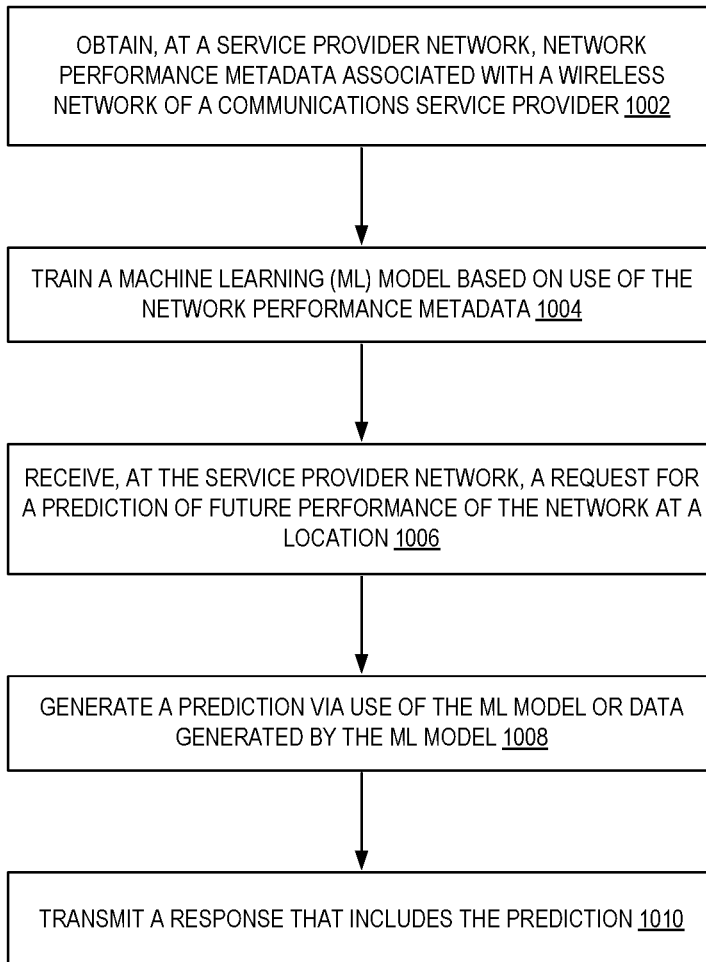 OBTAIN, AT A SERVICE PROVIDER NETWORK, NETWORK
PERFORMANCE METADATA ASSOCIATED WITH A WIRELESS
NETWORK OF A COMMUNICATIONS SERVICE PROVIDER 1002
TRAIN A MACHINE LEARNING (ML) MODEL BASED ON USE OF THE
NETWORK PERFORMANCE METADATA 1004
RECEIVE, AT THE SERVICE PROVIDER NETWORK, A REQUEST FOR
A PREDICTION OF FUTURE PERFORMANCE OF THE NETWORK AT A
LOCATION 1006
GENERATE A PREDICTION VIA USE OF THE ML MODEL OR DATA
GENERATED BY THE ML MODEL 1008
TRANSMIT A RESPONSE THAT INCLUDES THE PREDICTION 1010